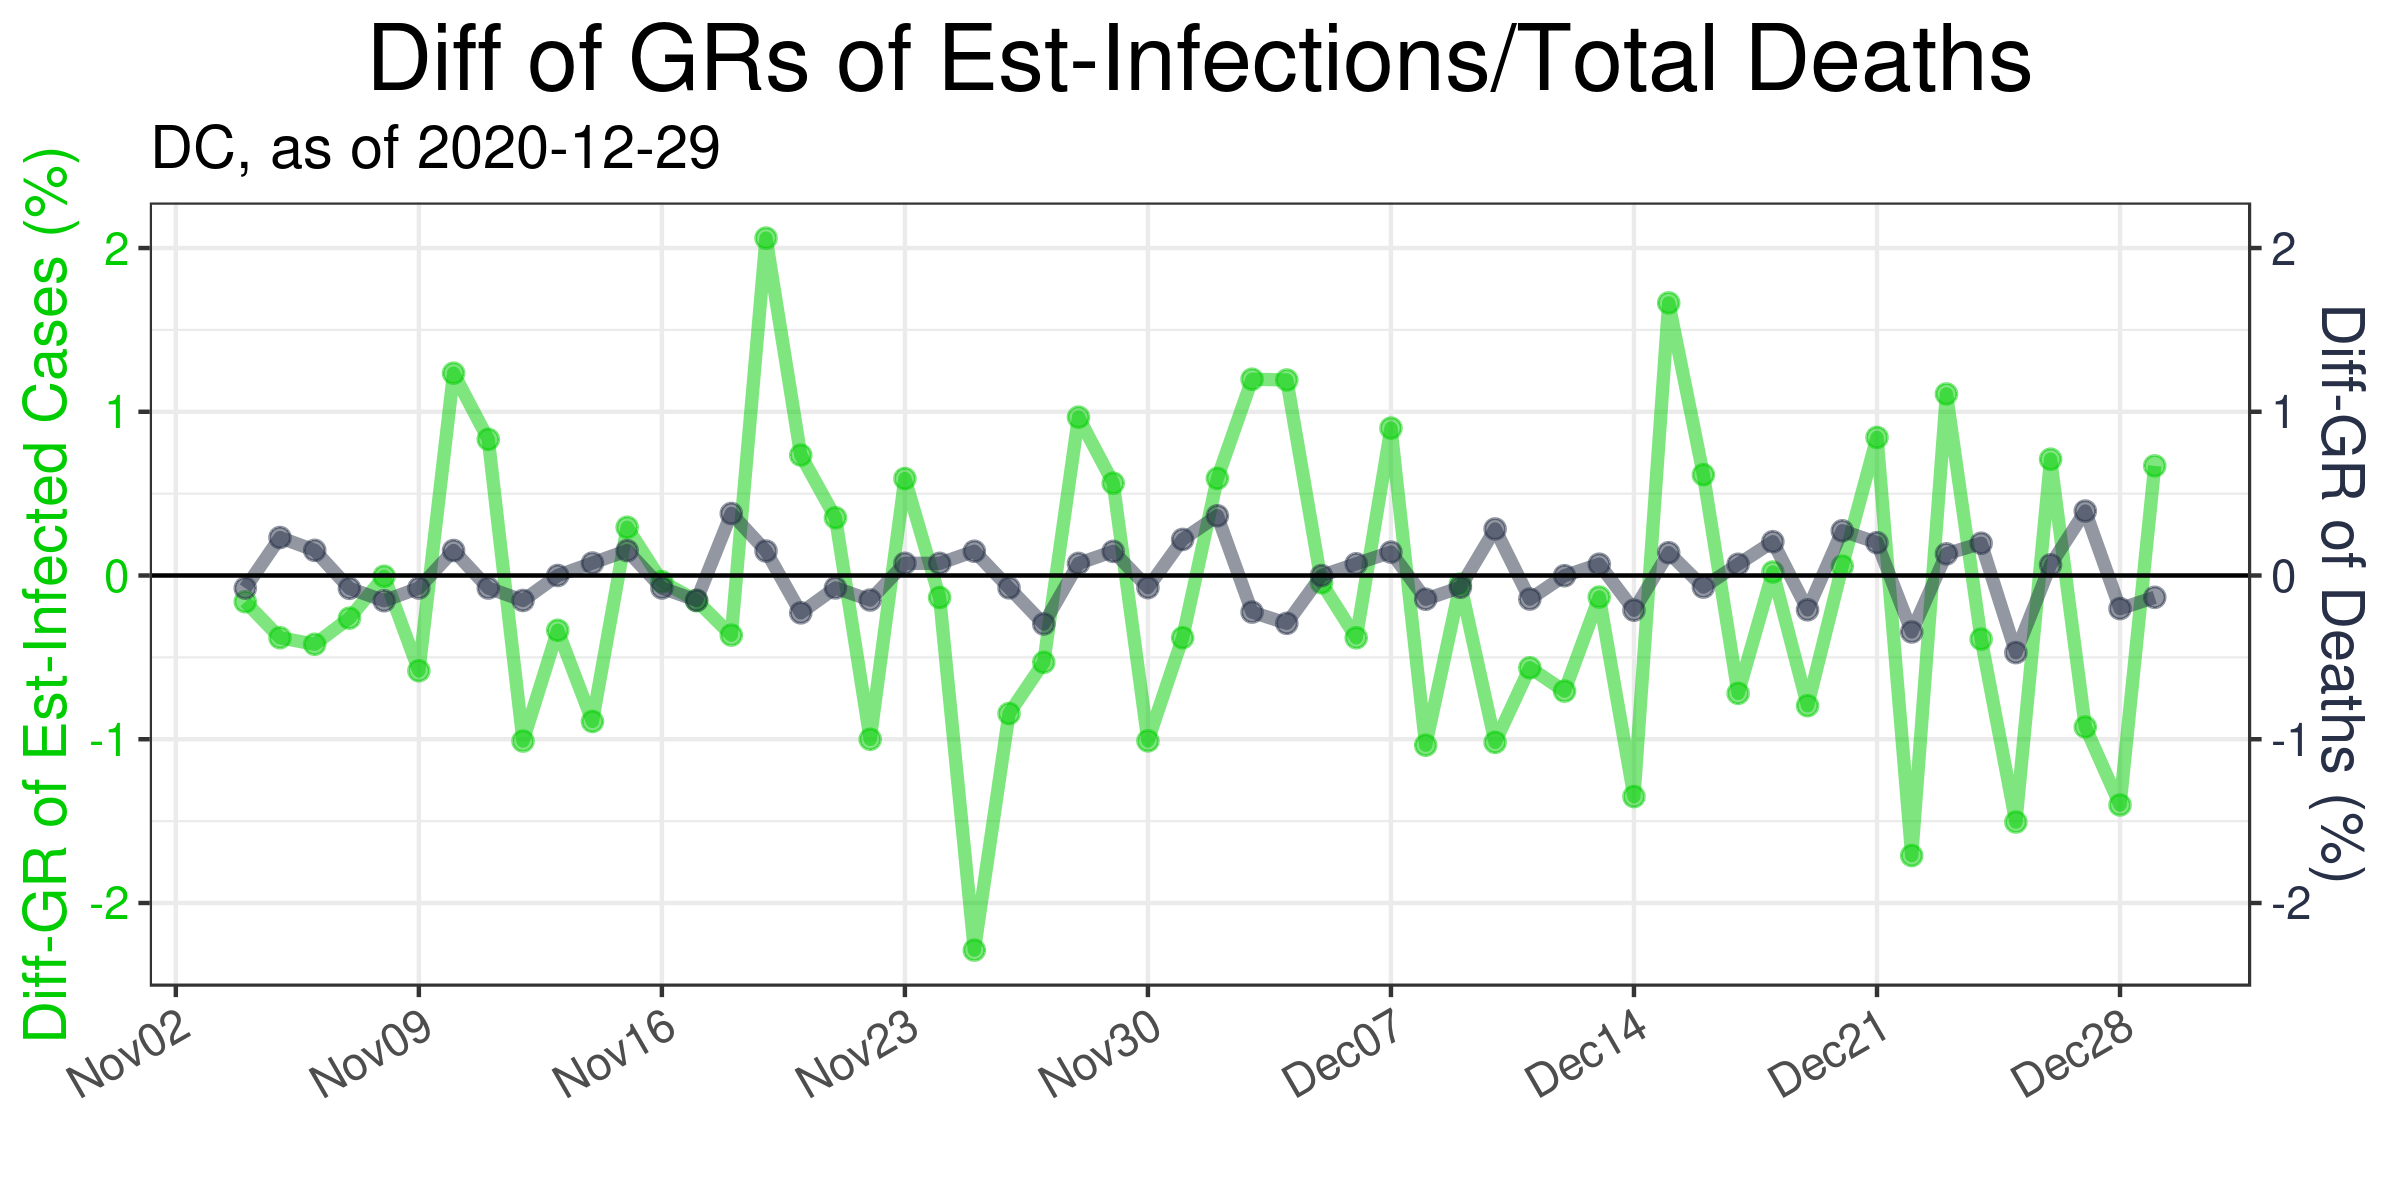 Diff of GRs of Est-Infections/Total Deaths
DC, as of 2020-12-29
Diff-GR of Est-Infected Cases (%)
2
1
0
-1
-2
2
1
0
-1
-2
Diff-GR of Deaths (%)
Nov02
Nov09
Nov16
Nov23
Nov30
Dec07
Dec14
Dec21
Dec28